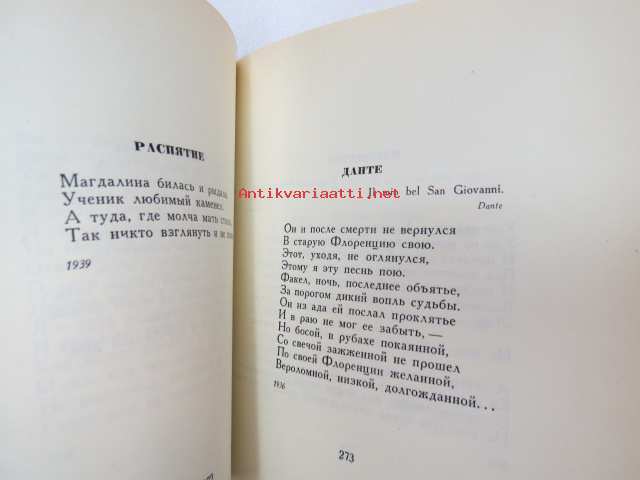 РАСПЯТИЕ
Магдалина билась и рыдала
Ученик любимый каменел
А туда, где молча мать
Так никто взглянуть и не
1939
ДАНТЕ
Il mio bel San Giovanni.
Dante
Он и после смерти не вернулся
В старую Флоренцию свою.
Этот, уходя, не оглянулся,
Этому я эту песнь пою.
Факел, ночь, последнее объятье,
За порогом дикий вопль судьбы.
Он из ада ей послал проклятье
И в раю не мог ее забыть, —
Но босой, в рубахе покаянной,
Со свечой зажженной не прошел
По своей Флоренции желанной,
Вероломной, низкой, долгожданной...
1936
273
Antikvariaatti.net